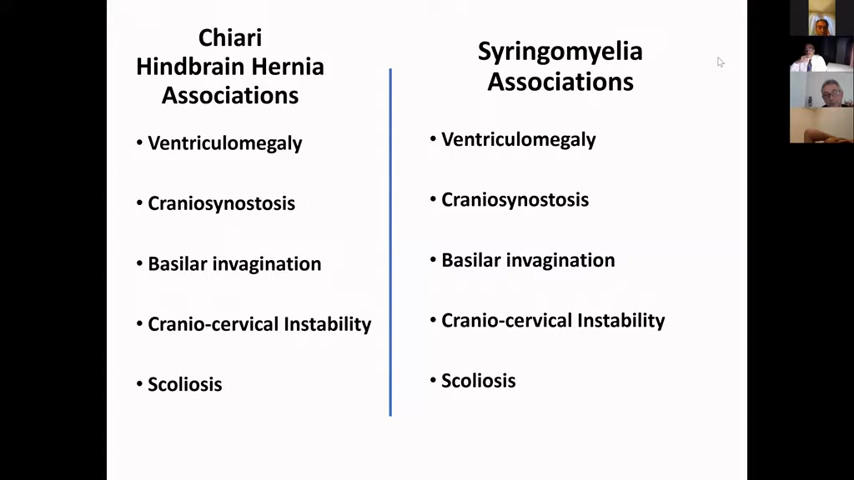 Chiari
Hindbrain Hernia
Associations
• Ventriculomegaly
• Craniosynostosis
• Basilar invagination
• Cranio-cervical Instability
• Scoliosis
Syringomyelia
Associations
• Ventriculomegaly
• Craniosynostosis
• Basilar invagination
• Cranio-cervical Instability
• Scoliosis